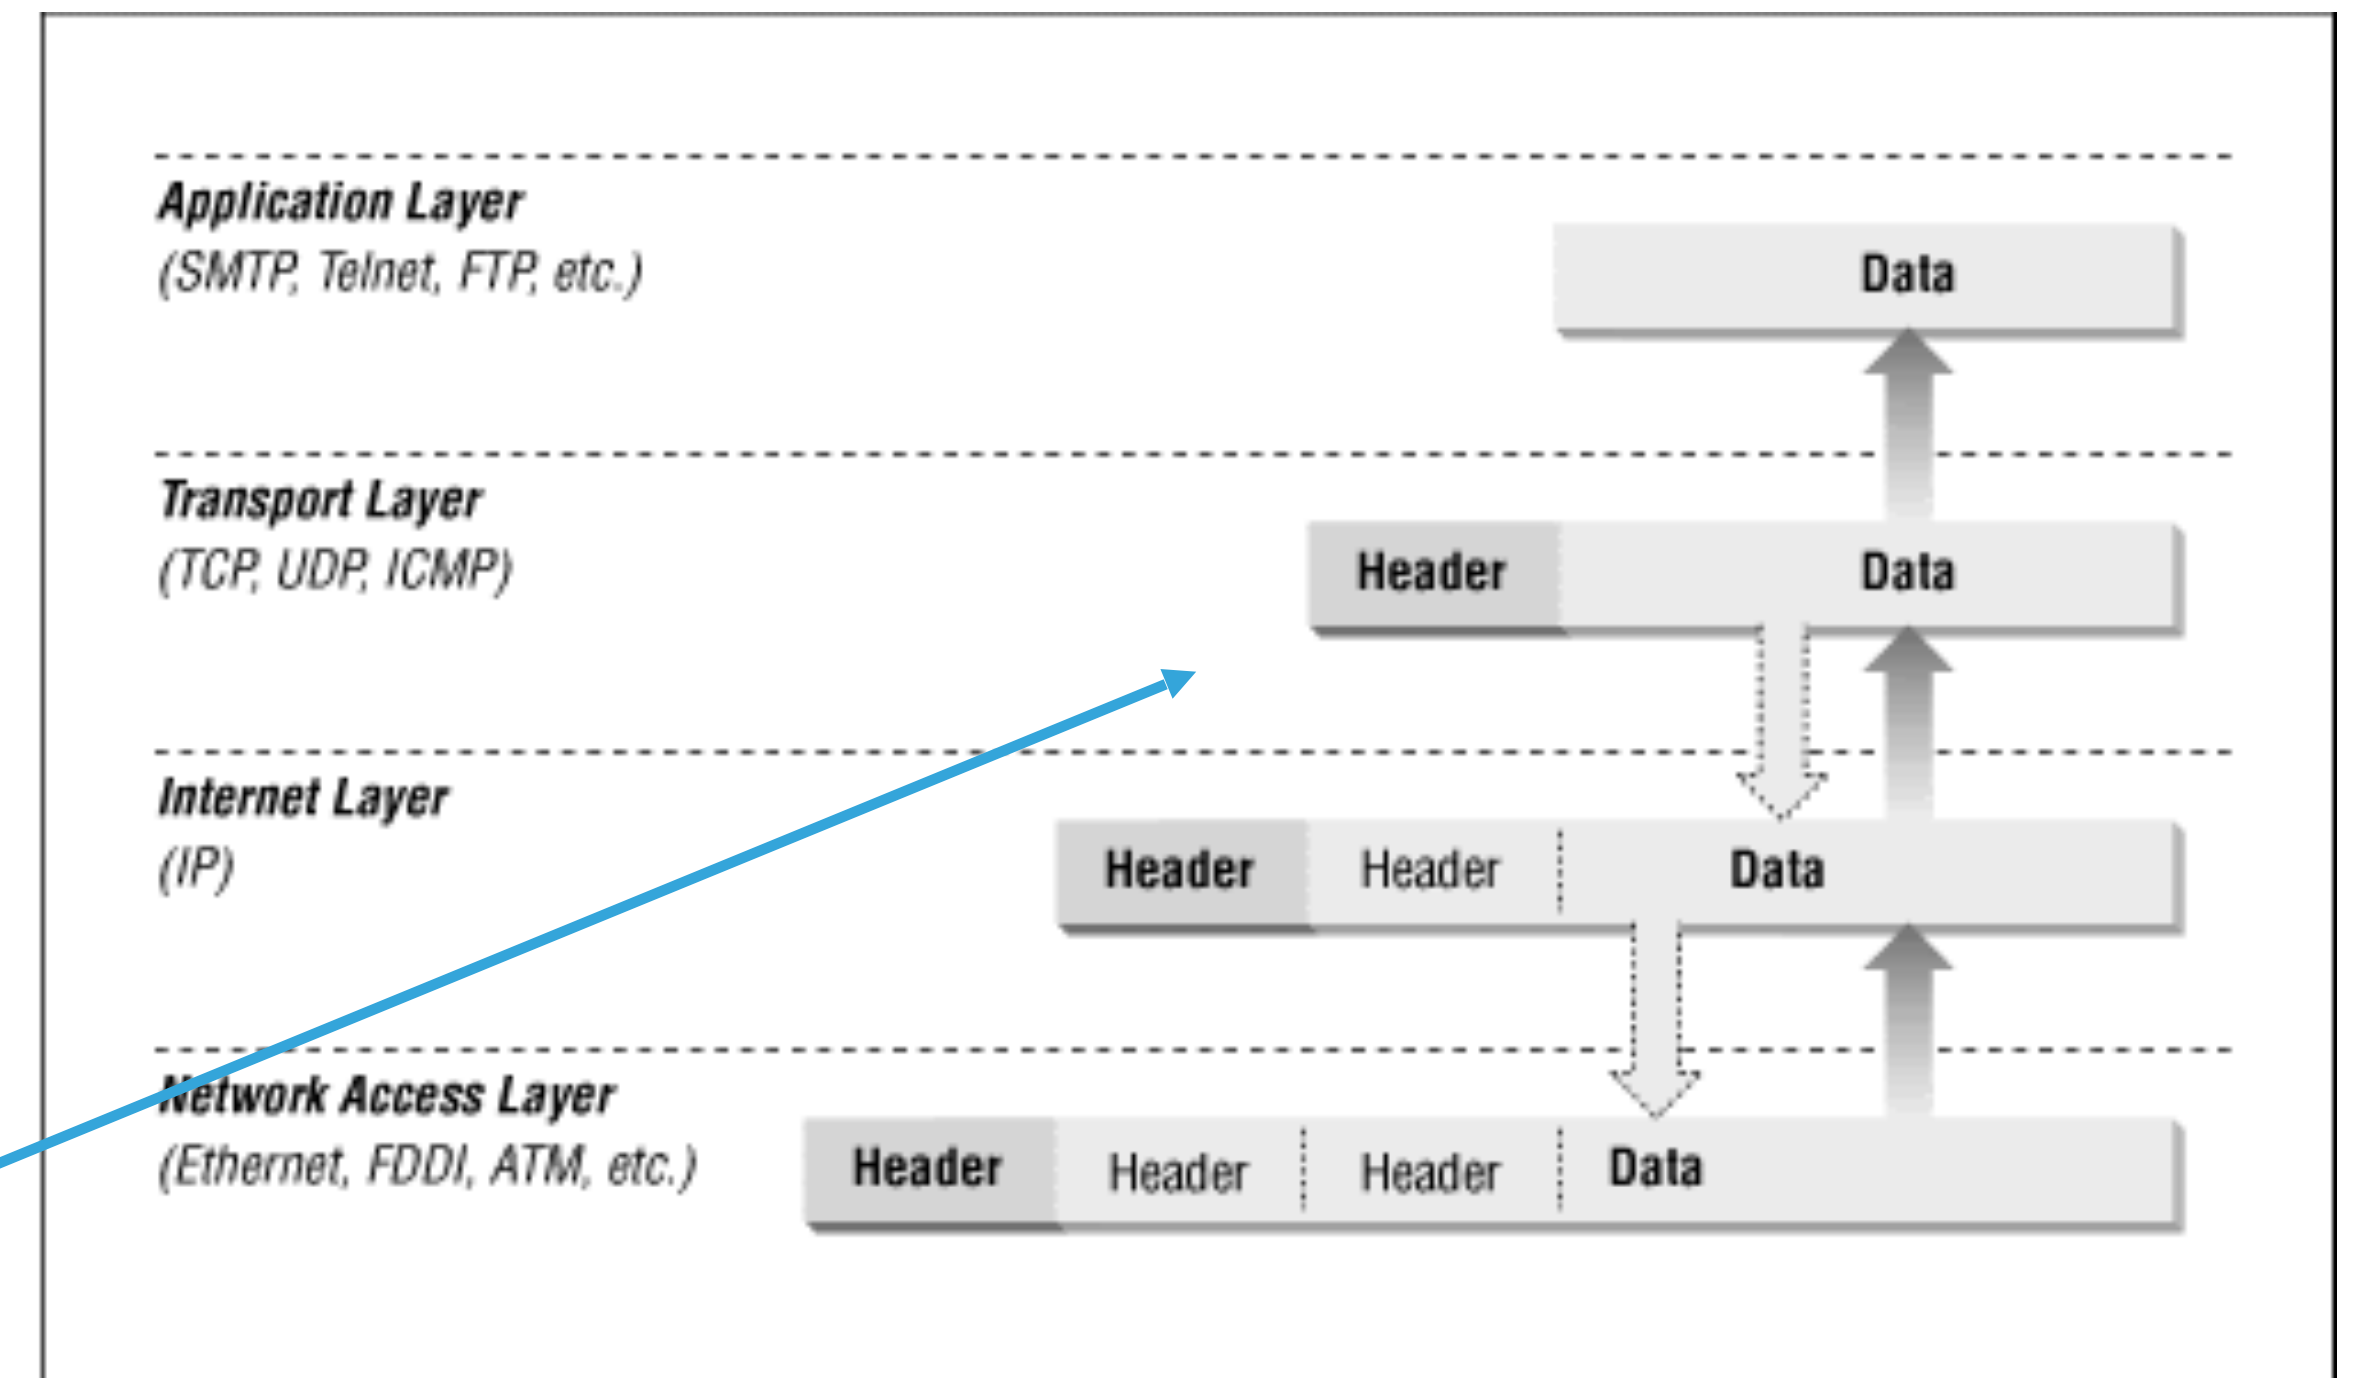 Application Layer
(SMTP, Telnet, FTP, etc.)
Data
Transport Layer
(TCP, UDP, ICMP)
Header Data
Internet Layer
(IP)
Header Header Data
Network Access Layer
(Ethernet, FDDI, ATM, etc.)
Header Header Header Data